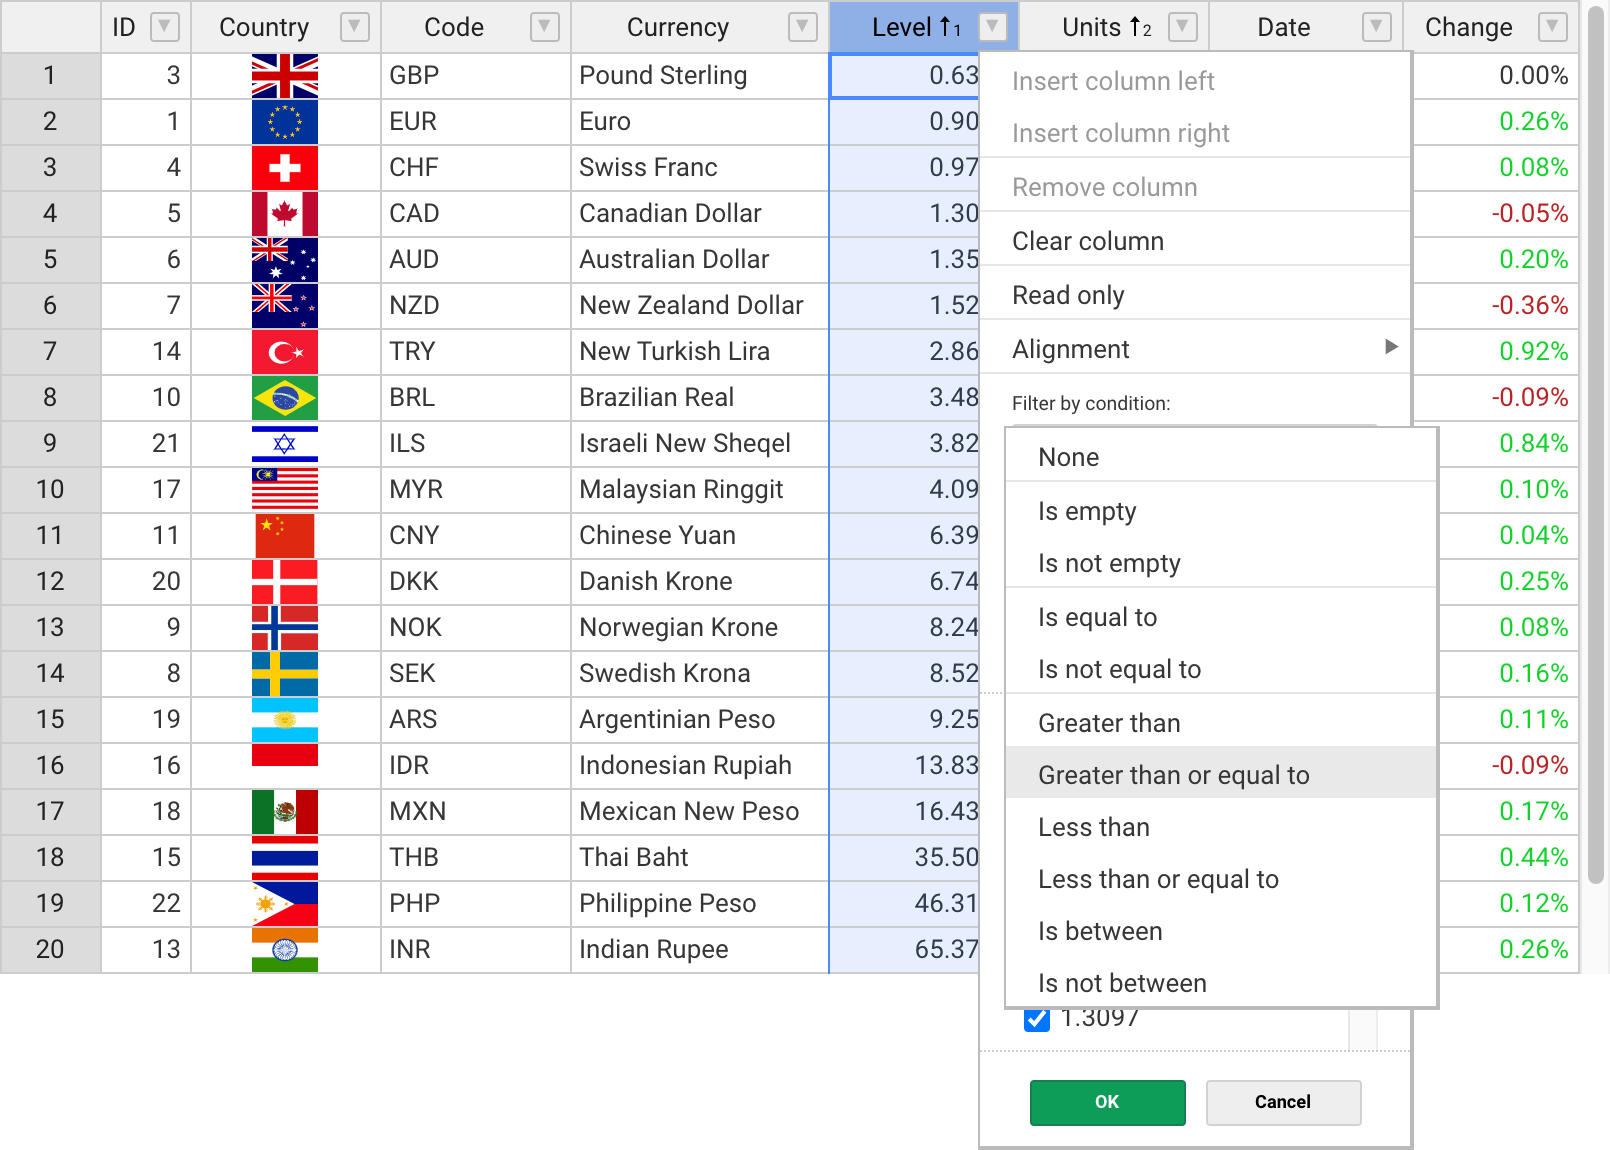 ID Country Code Currency Level ↑1 Units ↑2 Date Change
1 3 GBP Pound Sterling 0.63 0.00%
2 1 EUR Euro 0.90 0.26%
3 4 CHF Swiss Franc 0.97 0.08%
4 5 CAD Canadian Dollar 1.30 -0.05%
5 6 AUD Australian Dollar 1.35 0.20%
6 7 NZD New Zealand Dollar 1.52 -0.36%
7 14 TRY New Turkish Lira 2.86 0.92%
8 10 BRL Brazilian Real 3.48 -0.09%
9 21 ILS Israeli New Sheqel 3.82 0.84%
10 17 MYR Malaysian Ringgit 4.09 0.10%
11 11 CNY Chinese Yuan 6.39 0.04%
12 20 DKK Danish Krone 6.74 0.25%
13 9 NOK Norwegian Krone 8.24 0.08%
14 8 SEK Swedish Krona 8.52 0.16%
15 19 ARS Argentinian Peso 9.25 0.11%
16 16 IDR Indonesian Rupiah 13.83 -0.09%
17 18 MXN Mexican New Peso 16.43 0.17%
18 15 THB Thai Baht 35.50 0.44%
19 22 PHP Philippine Peso 46.31 0.12%
20 13 INR Indian Rupee 65.37 0.26%
Insert column left
Insert column right
Remove column
Clear column
Read only
Alignment
Filter by condition:
None
Is empty
Is not empty
Is equal to
Is not equal to
Greater than
Greater than or equal to
Less than
Less than or equal to
Is between
Is not between
1.3097
OK Cancel